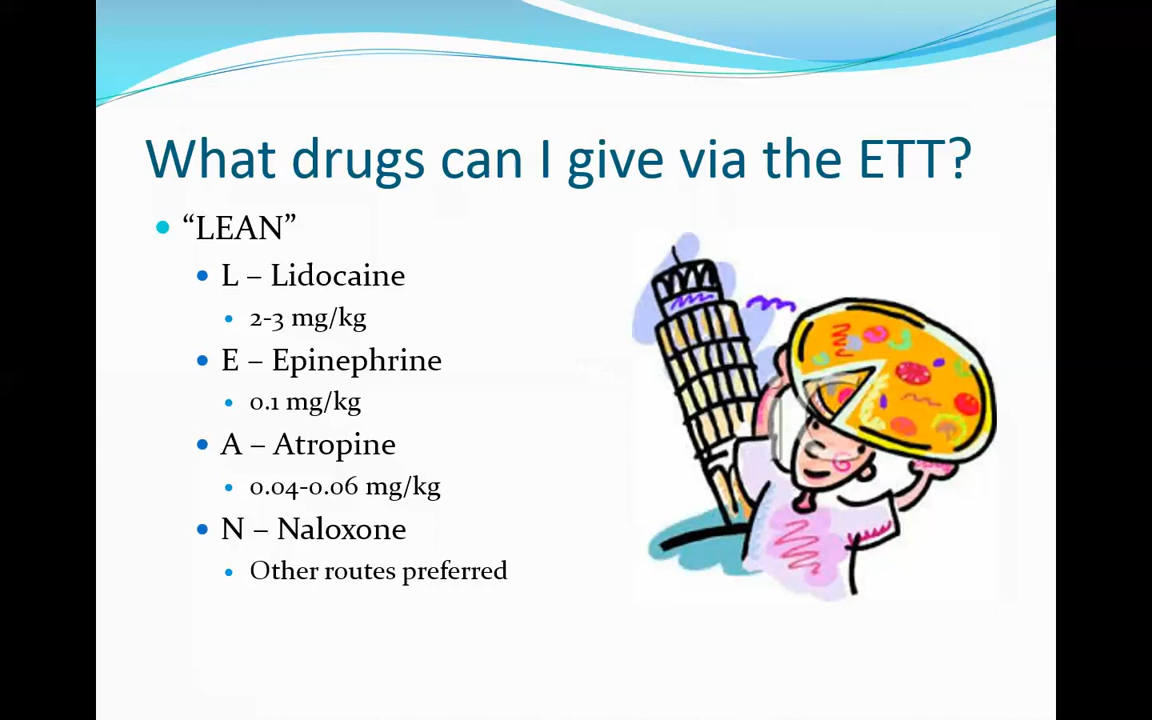 What drugs can I give via the ETT?
“LEAN”
L – Lidocaine
2-3 mg/kg
E – Epinephrine
0.1 mg/kg
A – Atropine
0.04-0.06 mg/kg
N – Naloxone
Other routes preferred